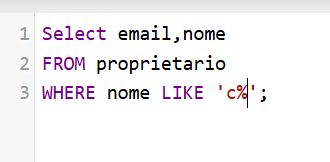 1 Select email,nome
2 FROM proprietario
3 WHERE nome LIKE 'c%';